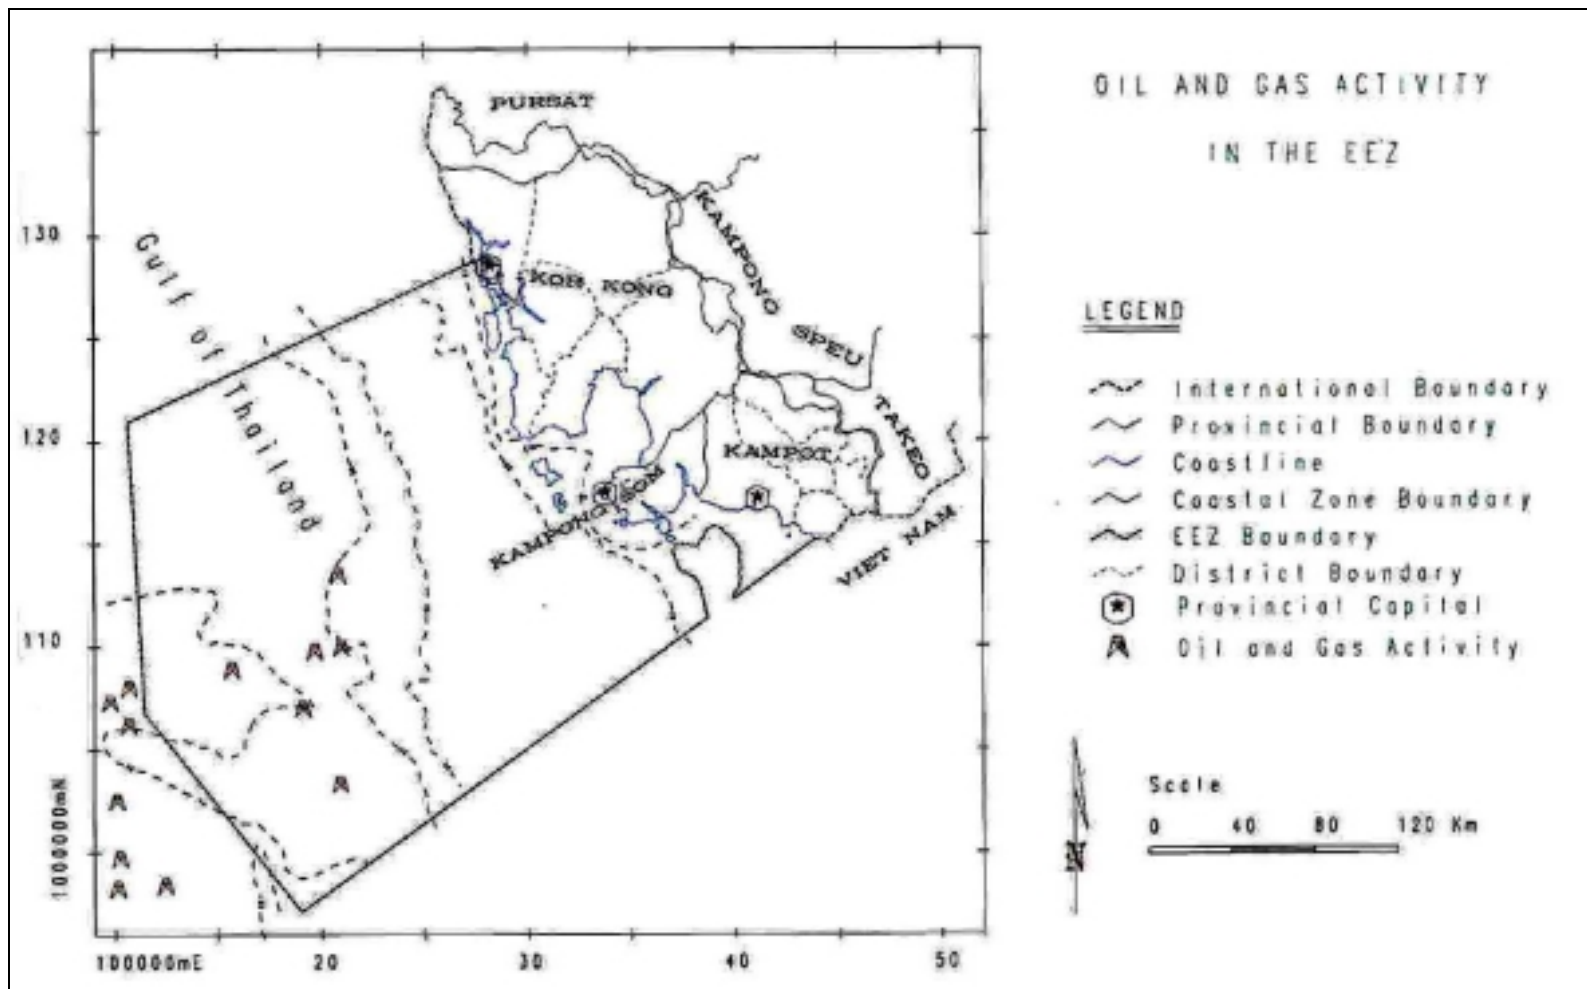 OIL AND GAS ACTIVITY
IN THE EEZ
PURSAT
KAMPONG
SPEU
KOH KONG
TAKEO
KAMPOT
KAMPONG SOM
VIET NAM
Gulf of Thailand
130
120
110
1000000mN
100000mE
20
30
40
50
LEGEND
International Boundary
Provincial Boundary
Coastline
Coastal Zone Boundary
EEZ Boundary
District Boundary
Provincial Capital
Oil and Gas Activity
Scale
0 40 80 120 Km
N